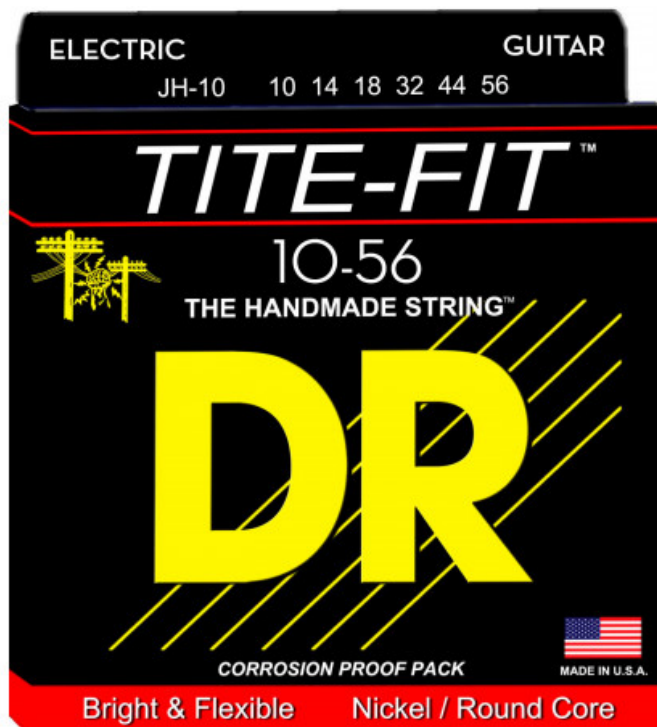 ELECTRIC GUITAR
JH-10 10 14 18 32 44 56
TITE-FIT™
10-56
THE HANDMADE STRING™
DR
MADE IN U.S.A.
CORROSION PROOF PACK
Bright & Flexible Nickel / Round Core